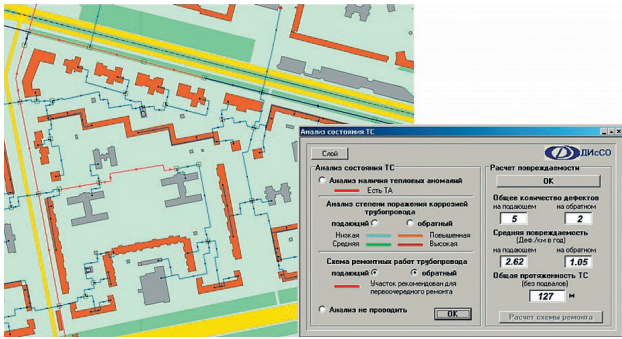 Анализ состояния ТС
Слой
ДИсСО
Анализ состояния ТС
Анализ наличия тепловых аномалий
Есть ТА
Анализ степени поражения коррозией
трубопровода
подающий обратный
Низкая Повышенная
Средняя Высокая
Схема ремонтных работ трубопровода
подающий обратный
Участок рекомендован для
первоочередного ремонта
Анализ не проводить
OK
Расчет повреждаемости
OK
Общее количество дефектов
на подающем на обратном
5 2
Средняя повреждаемость
(Деф./км в год)
на подающем на обратном
2.62 1.05
Общая протяженность ТС
(без подвалов)
127 м
Расчет схемы ремонта